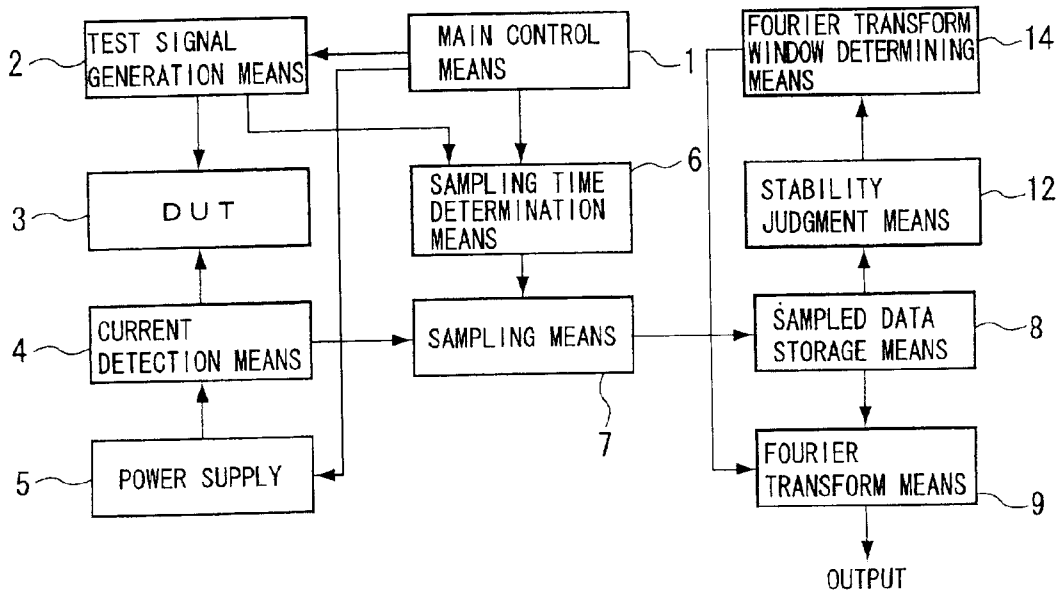 2
TEST SIGNAL
GENERATION MEANS
MAIN CONTROL
MEANS
1
FOURIER TRANSFORM
WINDOW DETERMINING
MEANS
14
3
DUT
SAMPLING TIME
DETERMINATION
MEANS
6
STABILITY
JUDGMENT MEANS
12
4
CURRENT
DETECTION MEANS
SAMPLING MEANS
7
SAMPLED DATA
STORAGE MEANS
8
5
POWER SUPPLY
FOURIER
TRANSFORM MEANS
9
OUTPUT